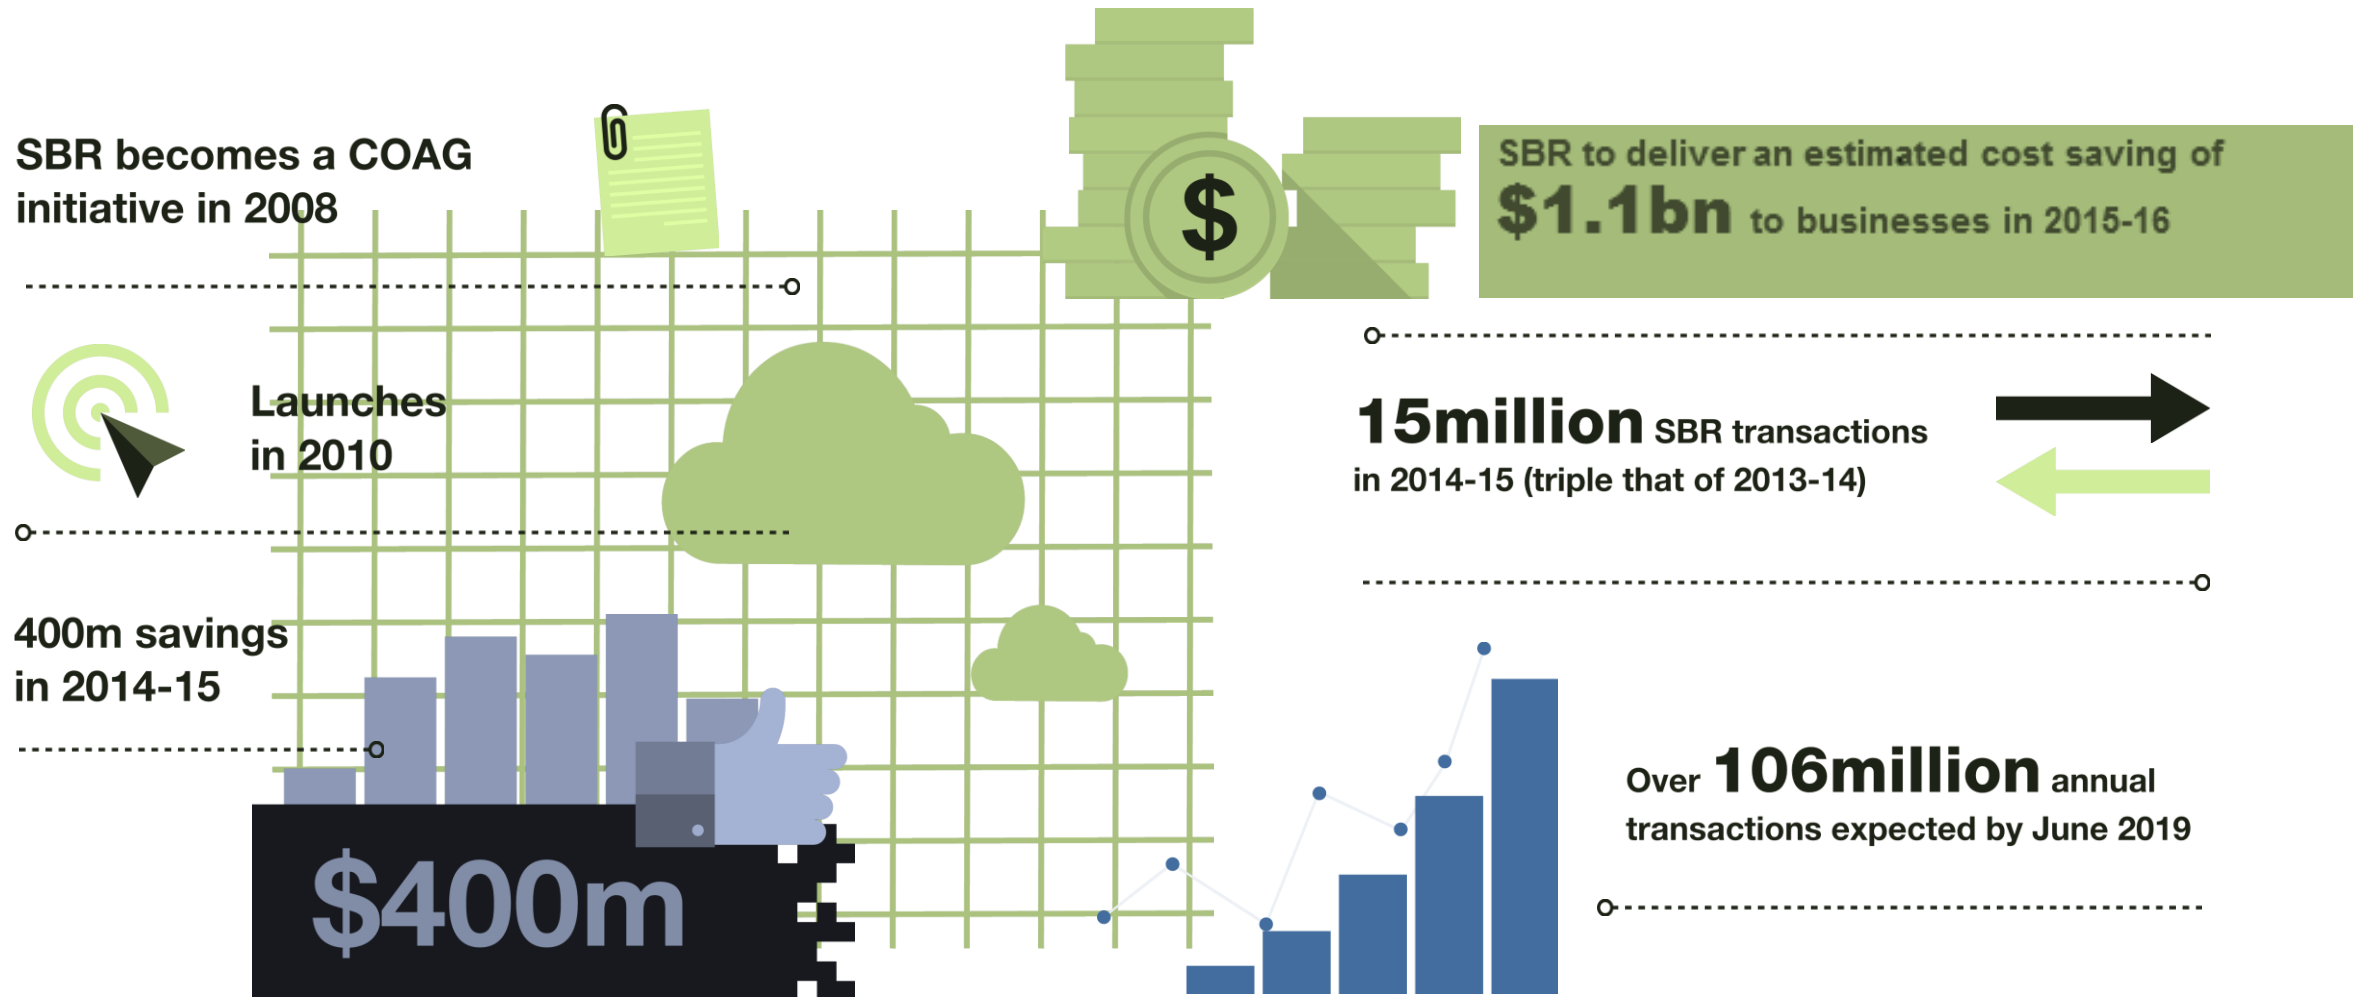 SBR becomes a COAG
initiative in 2008
Launches
in 2010
400m savings
in 2014-15
$400m
$
SBR to deliver an estimated cost saving of
$1.1bn to businesses in 2015-16
15million SBR transactions
in 2014-15 (triple that of 2013-14)
Over 106million annual
transactions expected by June 2019